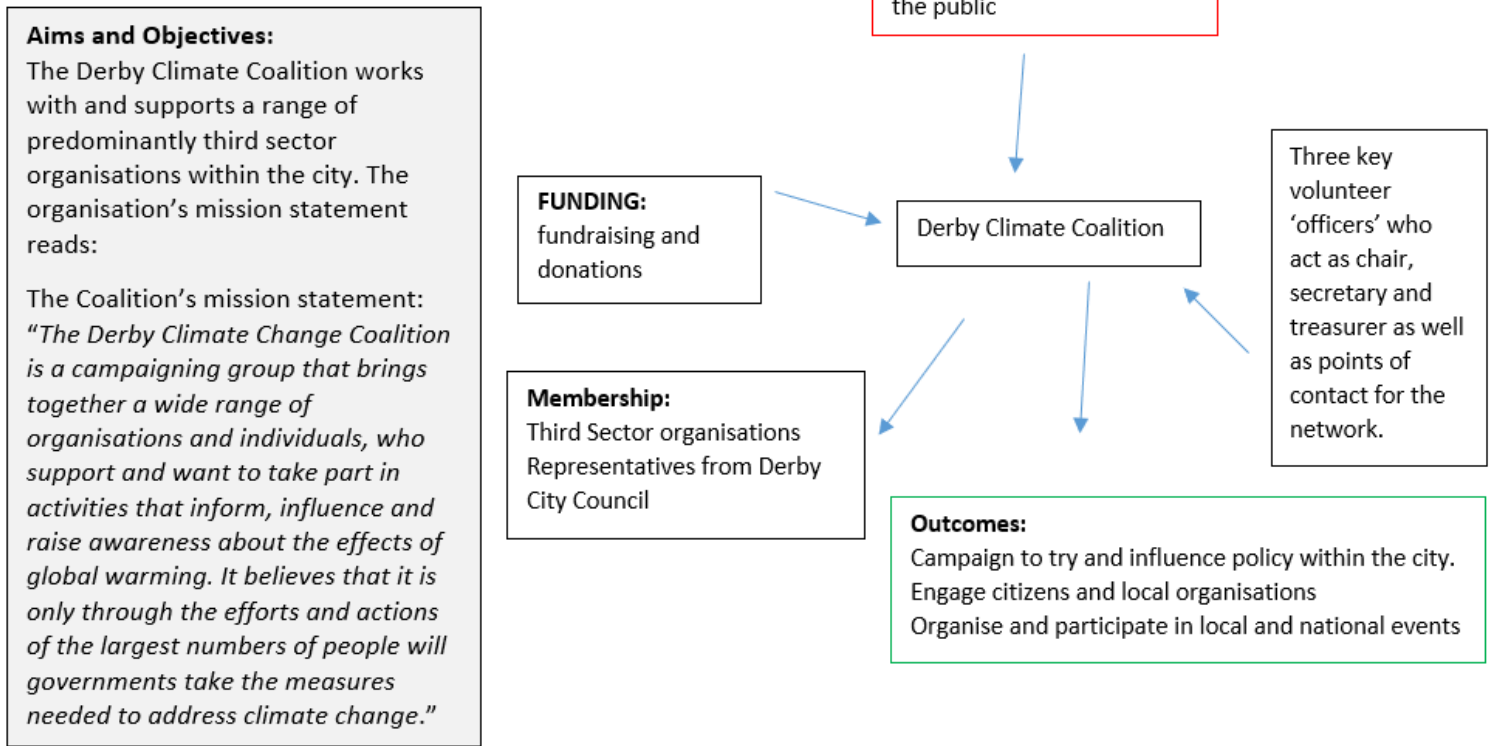 the public
Aims and Objectives:
The Derby Climate Coalition works
with and supports a range of
predominantly third sector
organisations within the city. The
organisation’s mission statement
reads:
The Coalition’s mission statement:
“The Derby Climate Change Coalition
is a campaigning group that brings
together a wide range of
organisations and individuals, who
support and want to take part in
activities that inform, influence and
raise awareness about the effects of
global warming. It believes that it is
only through the efforts and actions
of the largest numbers of people will
governments take the measures
needed to address climate change.”
FUNDING:
fundraising and
donations
Derby Climate Coalition
Three key
volunteer
‘officers’ who
act as chair,
secretary and
treasurer as well
as points of
contact for the
network.
Membership:
Third Sector organisations
Representatives from Derby
City Council
Outcomes:
Campaign to try and influence policy within the city.
Engage citizens and local organisations
Organise and participate in local and national events